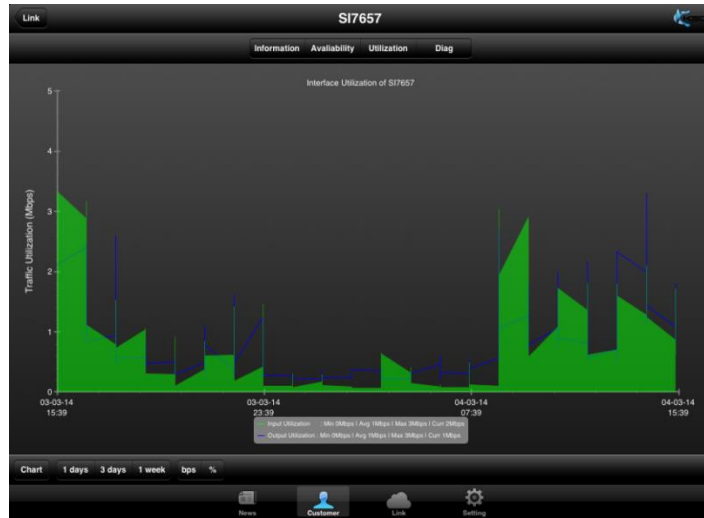 Link
SI7657
Information Avaliability Utilization Diag
Interface Utilization of SI7657
Traffic Utilization (Mbps)
5
4
3
2
1
0
03-03-14 03-03-14 04-03-14 04-03-14
15:39 23:39 07:39 15:39
Input Utilization : Min 0Mbps | Avg 1Mbps | Max 3Mbps | Curr 2Mbps
Output Utilization : Min 0Mbps | Avg 1Mbps | Max 3Mbps | Curr 1Mbps
Chart 1 days 3 days 1 week bps %
News Customer Link Setting